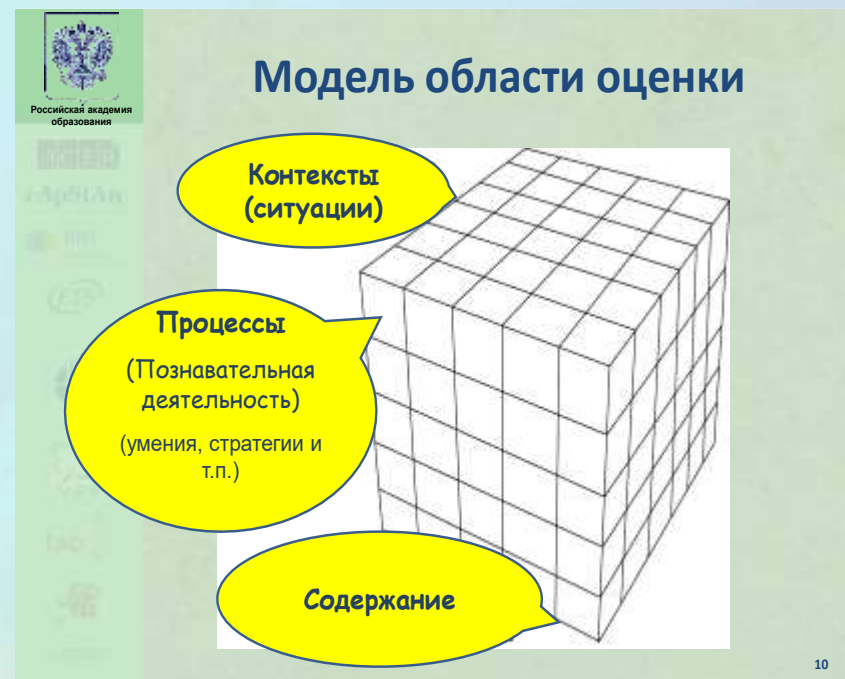 Модель области оценки
Российская академия
образования
Контексты
(ситуации)
Процессы
(Познавательная
деятельность)
(умения, стратегии и
т.п.)
Содержание
10